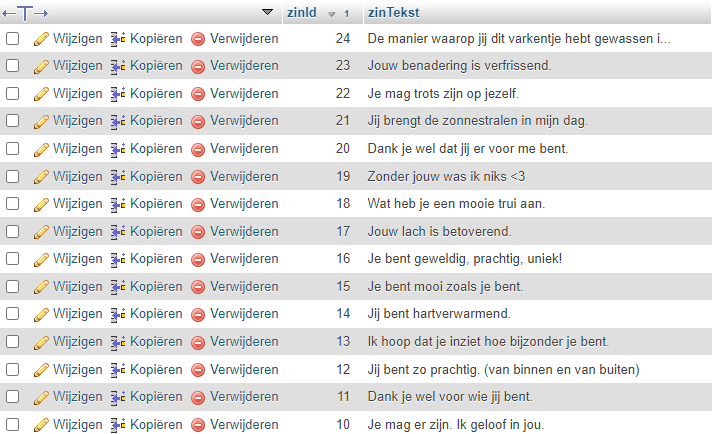 zinId 1 zinTekst
Wijzigen Kopiëren Verwijderen 24 De manier waarop jij dit varkentje hebt gewassen i...
Wijzigen Kopiëren Verwijderen 23 Jouw benadering is verfrissend.
Wijzigen Kopiëren Verwijderen 22 Je mag trots zijn op jezelf.
Wijzigen Kopiëren Verwijderen 21 Jij brengt de zonnestralen in mijn dag.
Wijzigen Kopiëren Verwijderen 20 Dank je wel dat jij er voor me bent.
Wijzigen Kopiëren Verwijderen 19 Zonder jouw was ik niks <3
Wijzigen Kopiëren Verwijderen 18 Wat heb je een mooie trui aan.
Wijzigen Kopiëren Verwijderen 17 Jouw lach is betoverend.
Wijzigen Kopiëren Verwijderen 16 Je bent geweldig, prachtig, uniek!
Wijzigen Kopiëren Verwijderen 15 Je bent mooi zoals je bent.
Wijzigen Kopiëren Verwijderen 14 Jij bent hartverwarmend.
Wijzigen Kopiëren Verwijderen 13 Ik hoop dat je inziet hoe bijzonder je bent.
Wijzigen Kopiëren Verwijderen 12 Jij bent zo prachtig. (van binnen en van buiten)
Wijzigen Kopiëren Verwijderen 11 Dank je wel voor wie jij bent.
Wijzigen Kopiëren Verwijderen 10 Je mag er zijn. Ik geloof in jou.